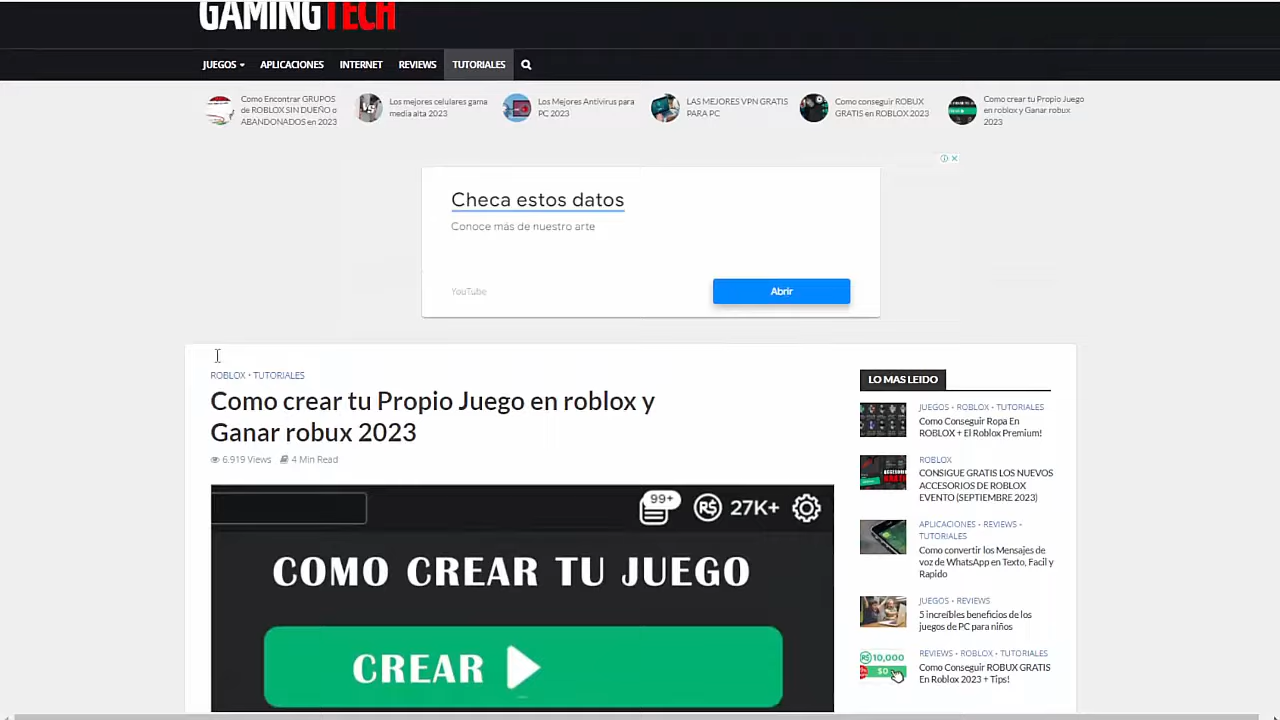 GAMINGTECH
JUEGOS APLICACIONES INTERNET REVIEWS TUTORIALES
Como Encontrar GRUPOS
de ROBLOX SIN DUEÑO o
ABANDONADOS en 2023
Los mejores celulares gama
media alta 2023
Los Mejores Antivirus para
PC 2023
LAS MEJORES VPN GRATIS
PARA PC
Como conseguir ROBUX
GRATIS en ROBLOX 2023
Como crear tu Propio Juego
en roblox y Ganar robux
2023
Checa estos datos
Conoce más de nuestro arte
YouTube
Abrir
ROBLOX • TUTORIALES
Como crear tu Propio Juego en roblox y
Ganar robux 2023
6.919 Views 4 Min Read
99+
R$ 27K+
COMO CREAR TU JUEGO
CREAR
LO MAS LEIDO
JUEGOS • ROBLOX • TUTORIALES
Como Conseguir Ropa En
ROBLOX + El Roblox Premium!
ROBLOX
CONSIGUE GRATIS LOS NUEVOS
ACCESORIOS DE ROBLOX
EVENTO (SEPTIEMBRE 2023)
APLICACIONES • REVIEWS •
TUTORIALES
Como convertir los Mensajes de
voz de WhatsApp en Texto, Facil y
Rapido
JUEGOS • REVIEWS
5 increíbles beneficios de los
juegos de PC para niños
R$ 10,000
REVIEWS • ROBLOX • TUTORIALES
Como Conseguir ROBUX GRATIS
En Roblox 2023 + Tips!